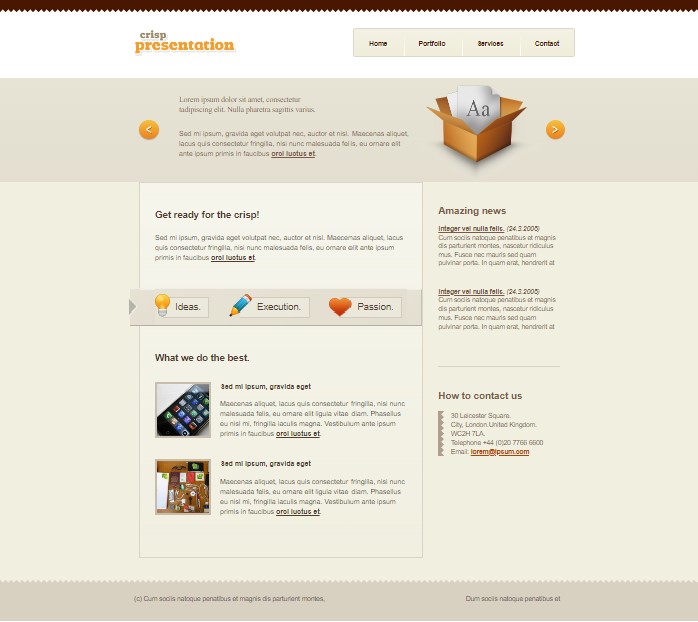 crisp
presentation
Home
Portfolio
Services
Contact
Lorem ipsum dolor sit amet, consectetur
tadipiscing elit. Nulla pharetra sagittis varius.
Sed mi ipsum, gravida eget volutpat nec, auctor et nisi. Maecenas aliquet,
lacus quis consectetur fringilla, nisi nunc malesuada felis, eu ornare elit
ante ipsum primis in faucibus orci luctus et.
<
Aa
>
Get ready for the crisp!
Sed mi ipsum, gravida eget volutpat nec, auctor et nisi. Maecenas aliquet,
lacus quis consectetur fringilla, nisi nunc malesuada felis, eu ornare elit ante ipsum
primis in faucibus orci luctus et.
Ideas.
Execution.
Passion.
What we do the best.
Sed mi ipsum, gravida eget
Maecenas aliquet, lacus quis consectetur fringilla, nisi nunc
malesuada felis, eu ornare elit ligula vitae diam. Phasellus
eu nisl mi, fringilla iaculis magna. Vestibulum ante ipsum
primis in faucibus orci luctus et.
Sed mi ipsum, gravida eget
Maecenas aliquet, lacus quis consectetur fringilla, nisi nunc
malesuada felis, eu ornare elit ligula vitae diam. Phasellus
eu nisl mi, fringilla iaculis magna. Vestibulum ante ipsum
primis in faucibus orci luctus et.
Amazing news
Integer vel nulla felis. (24.3.2008)
Cum sociis natoque penatibus et magnis
dis parturient montes, nascetur ridiculus
mus. Fusce nec mauris sed quam
pulvinar porta. In quam erat, hendrerit at
Integer vel nulla felis. (24.3.2008)
Cum sociis natoque penatibus et magnis
dis parturient montes, nascetur ridiculus
mus. Fusce nec mauris sed quam
pulvinar porta. In quam erat, hendrerit at
How to contact us
30 Leicester Square.
City, London.United Kingdom.
WC2H 7LA.
Telephone +44 (0)20 7766 6600
Email: lorem@ipsum.com
(c) Cum sociis natoque penatibus et magnis dis parturient montes,
Dum sociis natoque penatibus et